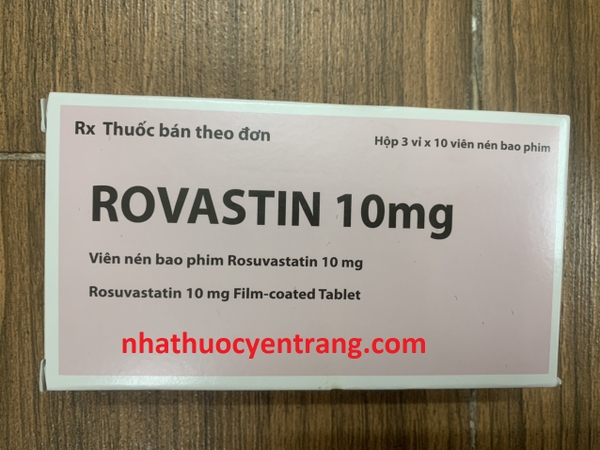 Rx Thuốc bán theo đơn
Hộp 3 vỉ x 10 viên nén bao phim
ROVASTIN 10mg
Viên nén bao phim Rosuvastatin 10 mg
Rosuvastatin 10 mg Film-coated Tablet
nhathuocyentrang.com